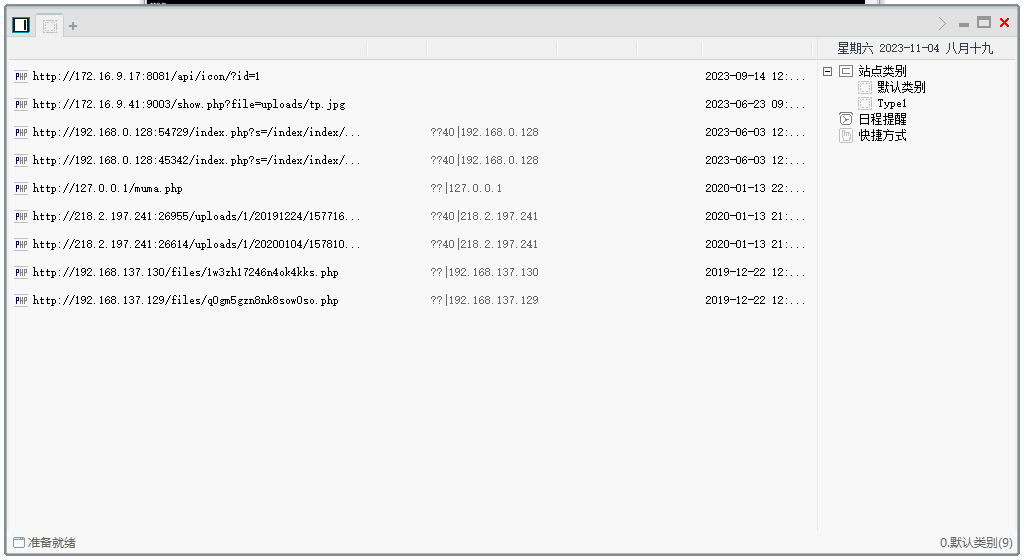 星期六 2023-11-04 八月十九
PHP http://172.16.9.17:8081/api/icon/?id=1 2023-09-14 12:...
PHP http://172.16.9.41:9003/show.php?file=uploads/tp.jpg 2023-06-23 09:...
PHP http://192.168.0.128:54729/index.php?s=/index/index/... ??40|192.168.0.128 2023-06-03 12:...
PHP http://192.168.0.128:45342/index.php?s=/index/index/... ??40|192.168.0.128 2023-06-03 12:...
PHP http://127.0.0.1/muma.php ??|127.0.0.1 2020-01-13 22:...
PHP http://218.2.197.241:26955/uploads/1/20191224/157716... ??40|218.2.197.241 2020-01-13 21:...
PHP http://218.2.197.241:26614/uploads/1/20200104/157810... ??40|218.2.197.241 2020-01-13 21:...
PHP http://192.168.137.130/files/1w3zh17246n4ok4kks.php ??|192.168.137.130 2019-12-22 12:...
PHP http://192.168.137.129/files/q0gm5gzn8nk8sow0so.php ??|192.168.137.129 2019-12-22 12:...
站点类别
默认类别
Type1
日程提醒
快捷方式
准备就绪
0.默认类别(9)